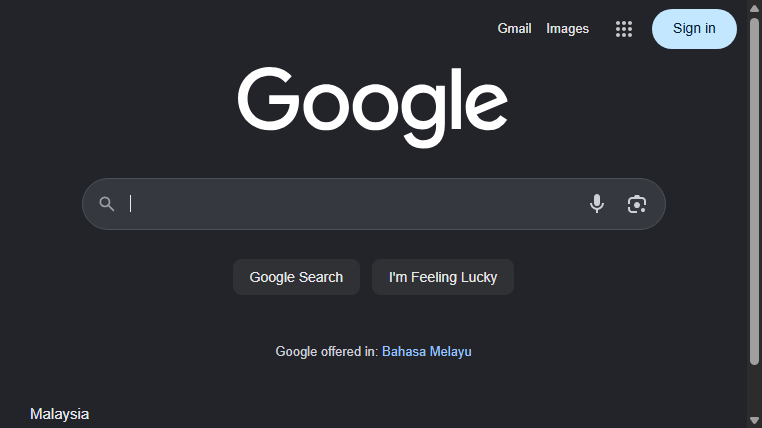 Gmail Images Sign in
Google
Google Search I'm Feeling Lucky
Google offered in: Bahasa Melayu
Malaysia